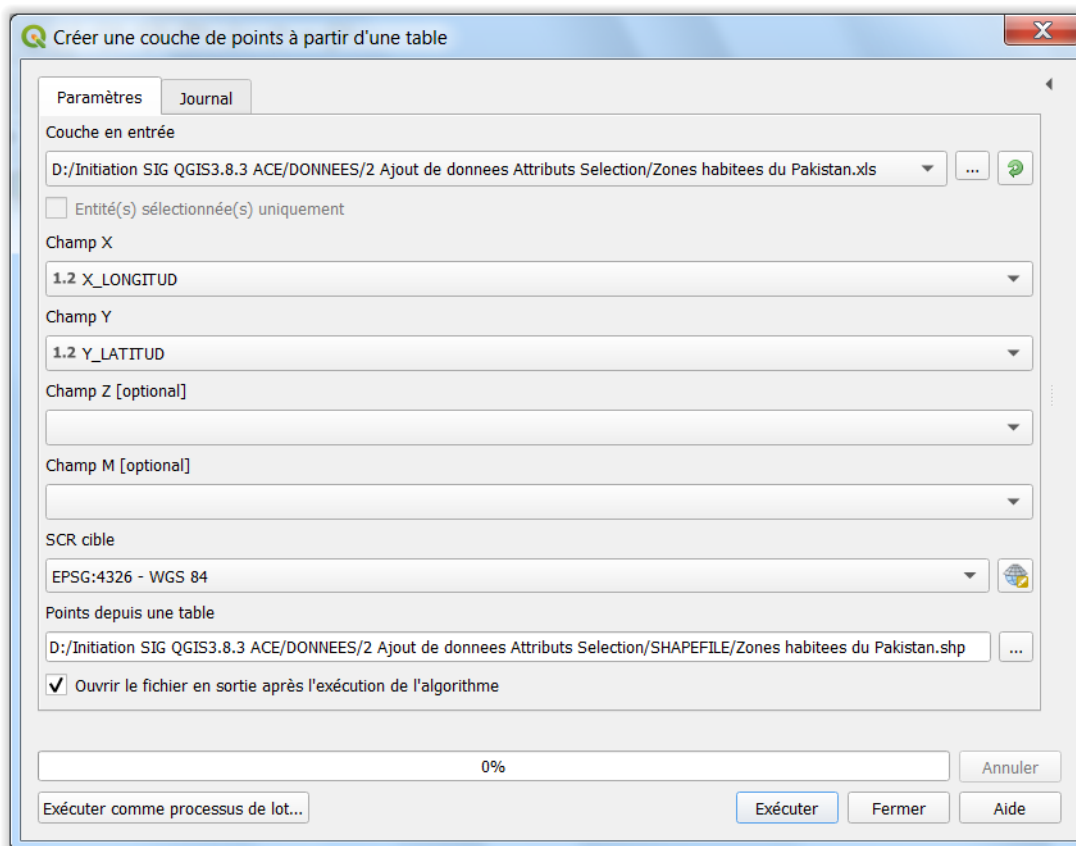 Créer une couche de points à partir d'une table
Paramètres
Journal
Couche en entrée
D:/Initiation SIG QGIS3.8.3 ACE/DONNEES/2 Ajout de donnees Attributs Selection/Zones habitees du Pakistan.xls
...
Entité(s) sélectionnée(s) uniquement
Champ X
1.2 X_LONGITUD
Champ Y
1.2 Y_LATITUD
Champ Z [optional]
Champ M [optional]
SCR cible
EPSG:4326 - WGS 84
Points depuis une table
D:/Initiation SIG QGIS3.8.3 ACE/DONNEES/2 Ajout de donnees Attributs Selection/SHAPEFILE/Zones habitees du Pakistan.shp
...
Ouvrir le fichier en sortie après l'exécution de l'algorithme
0%
Annuler
Exécuter comme processus de lot...
Exécuter
Fermer
Aide